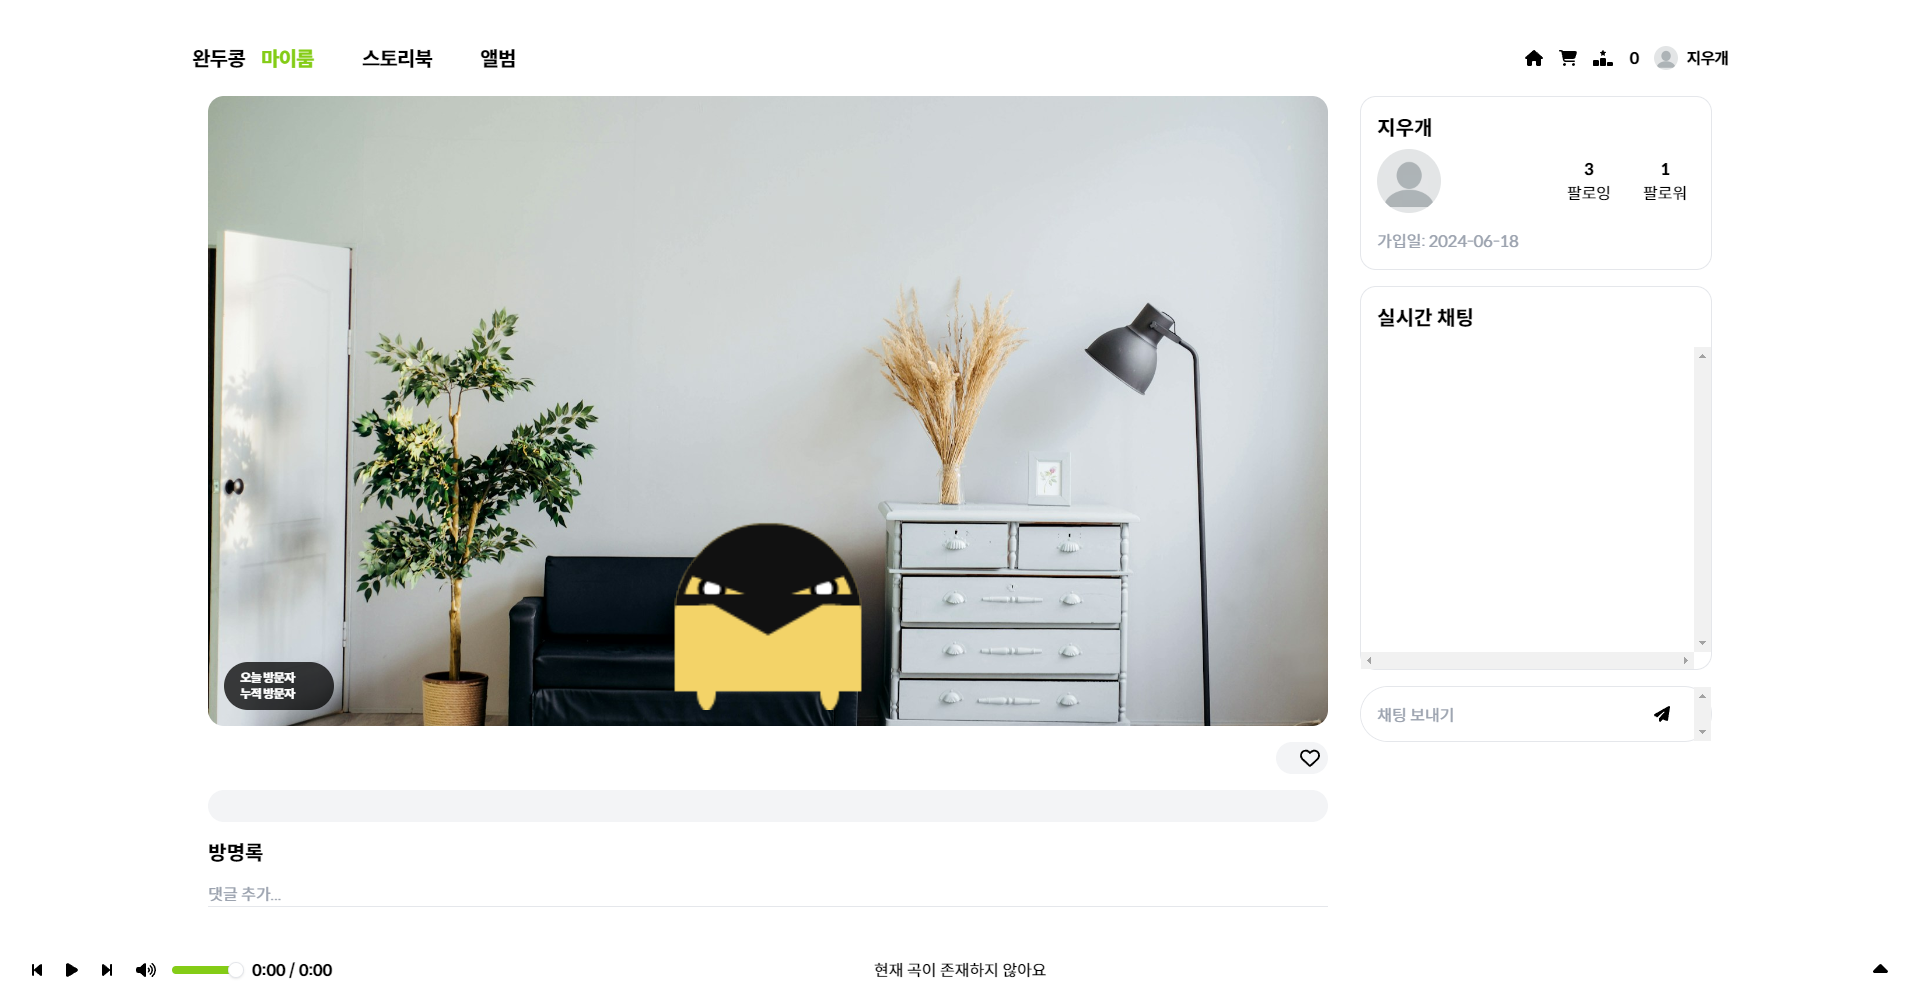 완두콩 마이룸 스토리북 앨범
0 지우개
지우개
3 1
팔로잉 팔로워
가입일: 2024-06-18
실시간 채팅
오늘 방문자
누적 방문자
채팅 보내기
방명록
댓글 추가...
0:00 / 0:00
현재 곡이 존재하지 않아요